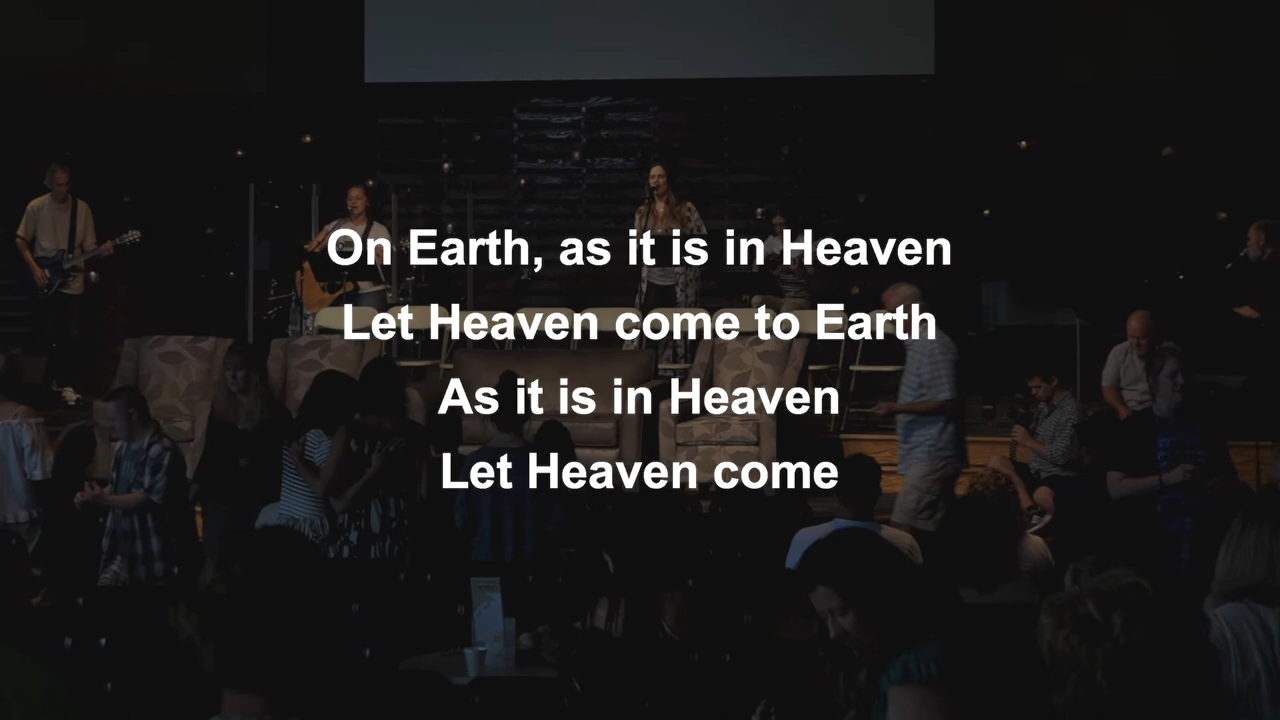 On Earth, as it is in Heaven
Let Heaven come to Earth
As it is in Heaven
Let Heaven come